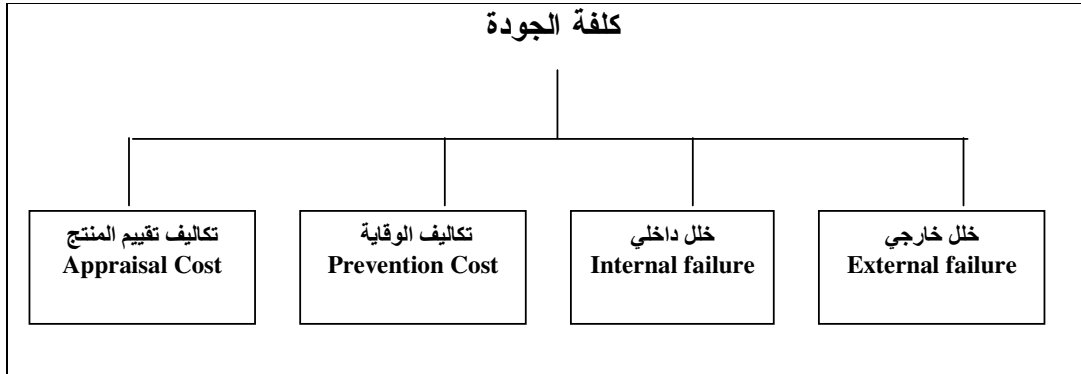 كلفة الجودة
خلل خارجي
External failure
خلل داخلي
Internal failure
تكاليف الوقاية
Prevention Cost
تكاليف تقييم المنتج
Appraisal Cost